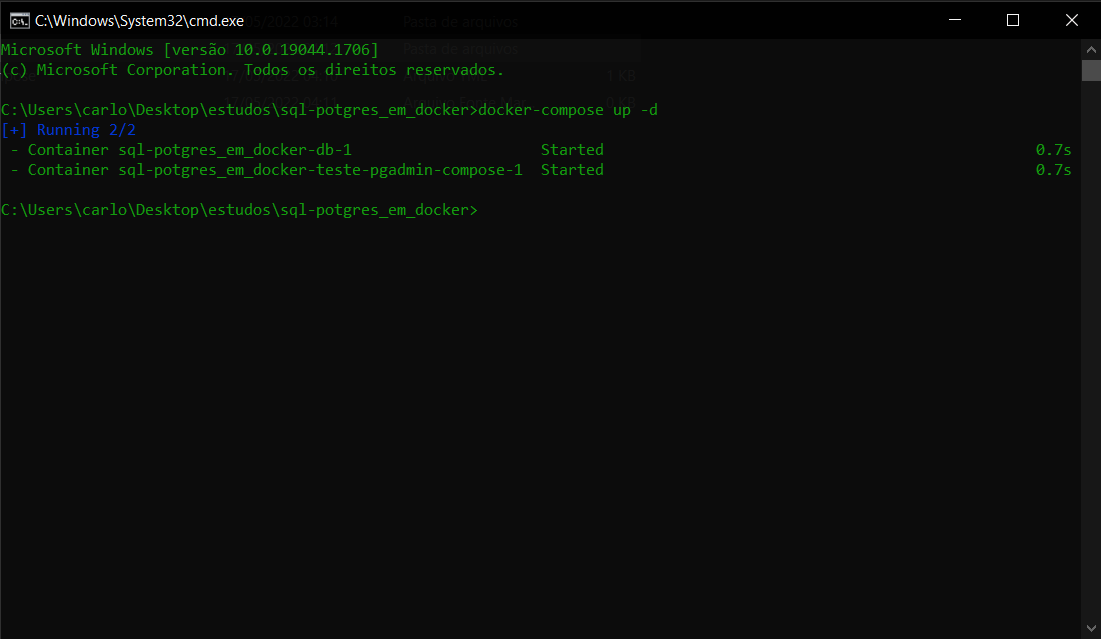 C:\Windows\System32\cmd.exe
Microsoft Windows [versão 10.0.19044.1706]
(c) Microsoft Corporation. Todos os direitos reservados.
C:\Users\carlo\Desktop\estudos\sql-potgres_em_docker>docker-compose up -d
[+] Running 2/2
- Container sql-potgres_em_docker-db-1 Started 0.7s
- Container sql-potgres_em_docker-teste-pgadmin-compose-1 Started 0.7s
C:\Users\carlo\Desktop\estudos\sql-potgres_em_docker>